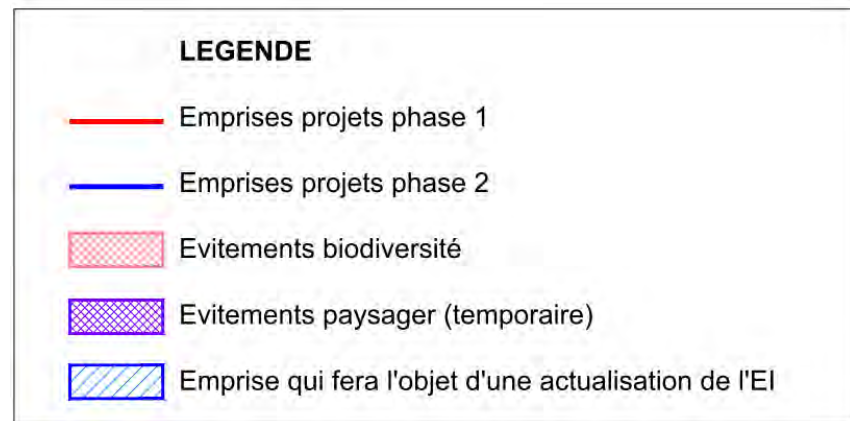 LEGENDE
Emprises projets phase 1
Emprises projets phase 2
Evitements biodiversité
Evitements paysager (temporaire)
Emprise qui fera l'objet d'une actualisation de l'EI